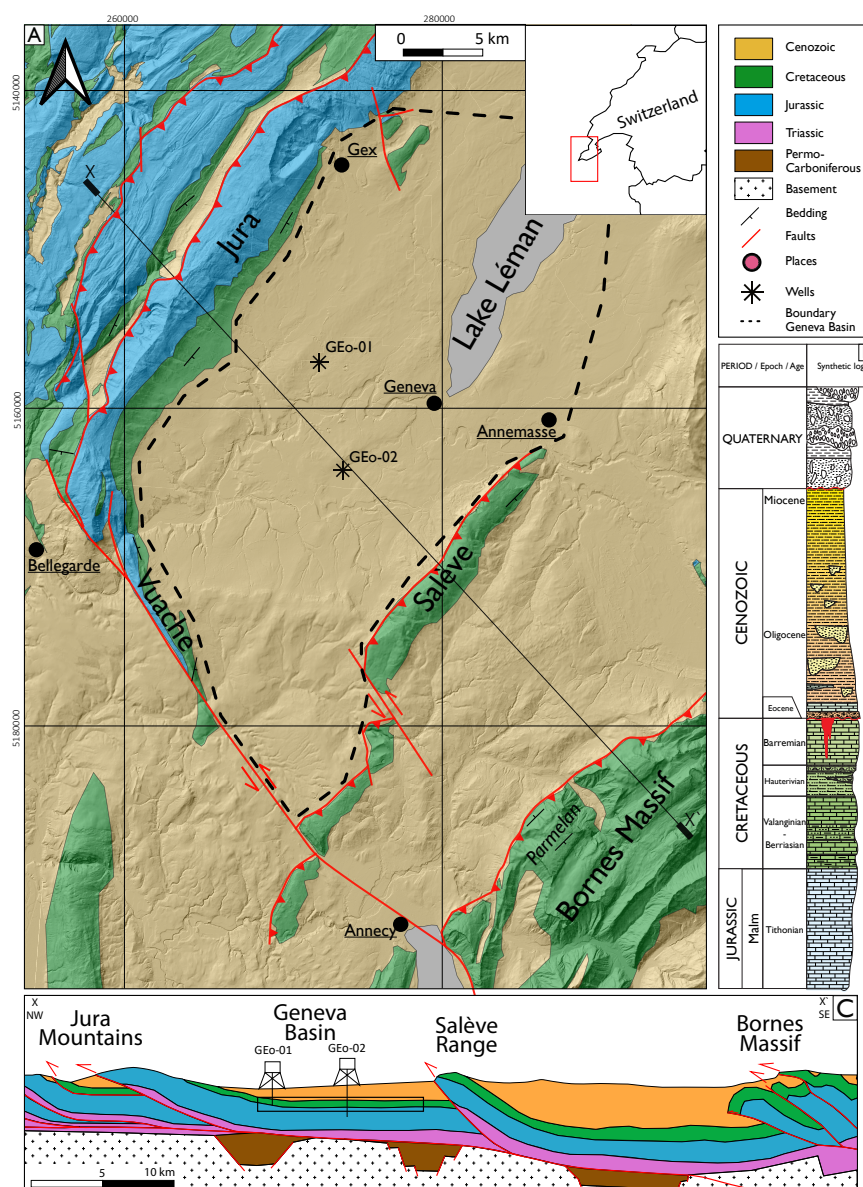 A
260000
280000
0 5 km
5140000
5160000
5180000
Switzerland
X
Gex
Jura
Lake Léman
GEo-01
Geneva
Annemasse
GEo-02
Bellegarde
Vuache
Salève
Parmelan
Bornes Massif
X'
Annecy
Cenozoic
Cretaceous
Jurassic
Triassic
Permo-
Carboniferous
Basement
Bedding
Faults
Places
Wells
Boundary
Geneva Basin
PERIOD / Epoch / Age
Synthetic log
QUATERNARY
CENOZOIC
Miocene
Oligocene
Eocene
CRETACEOUS
Barremian
Hauterivian
Valanginian
-
Berriasian
JURASSIC
Malm
Tithonian
X
NW
Jura
Mountains
Geneva
Basin
GEo-01
GEo-02
Salève
Range
Bornes
Massif
X`
SE
C
5 10 km